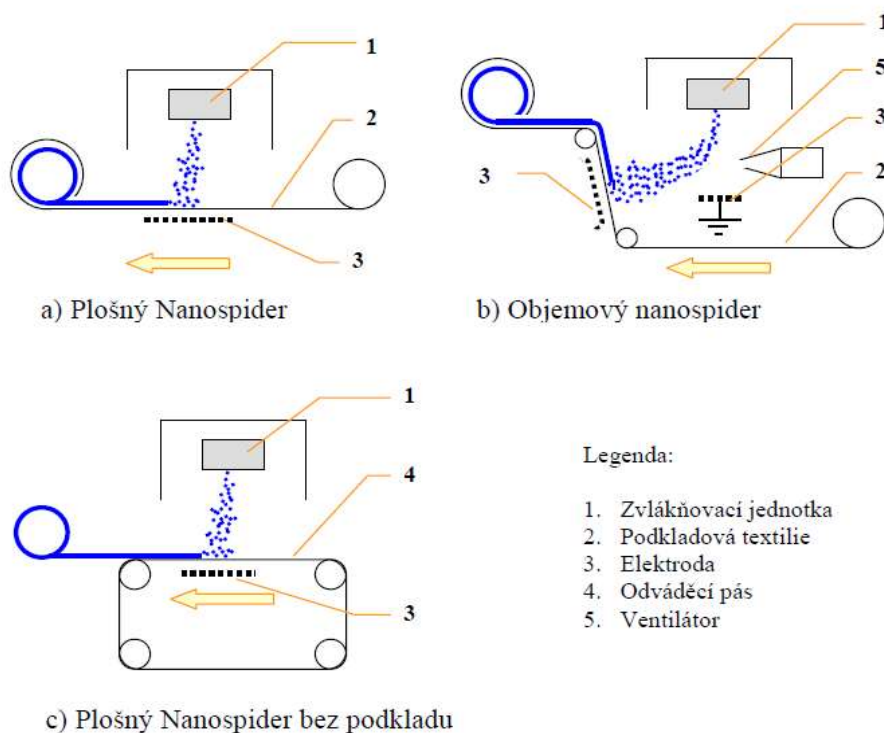 1
2
3
a) Plošný Nanospider
1
5
3
3
2
b) Objemový nanospider
1
4
3
c) Plošný Nanospider bez podkladu
Legenda:
1. Zvlákňovací jednotka
2. Podkladová textilie
3. Elektroda
4. Odváděcí pás
5. Ventilátor